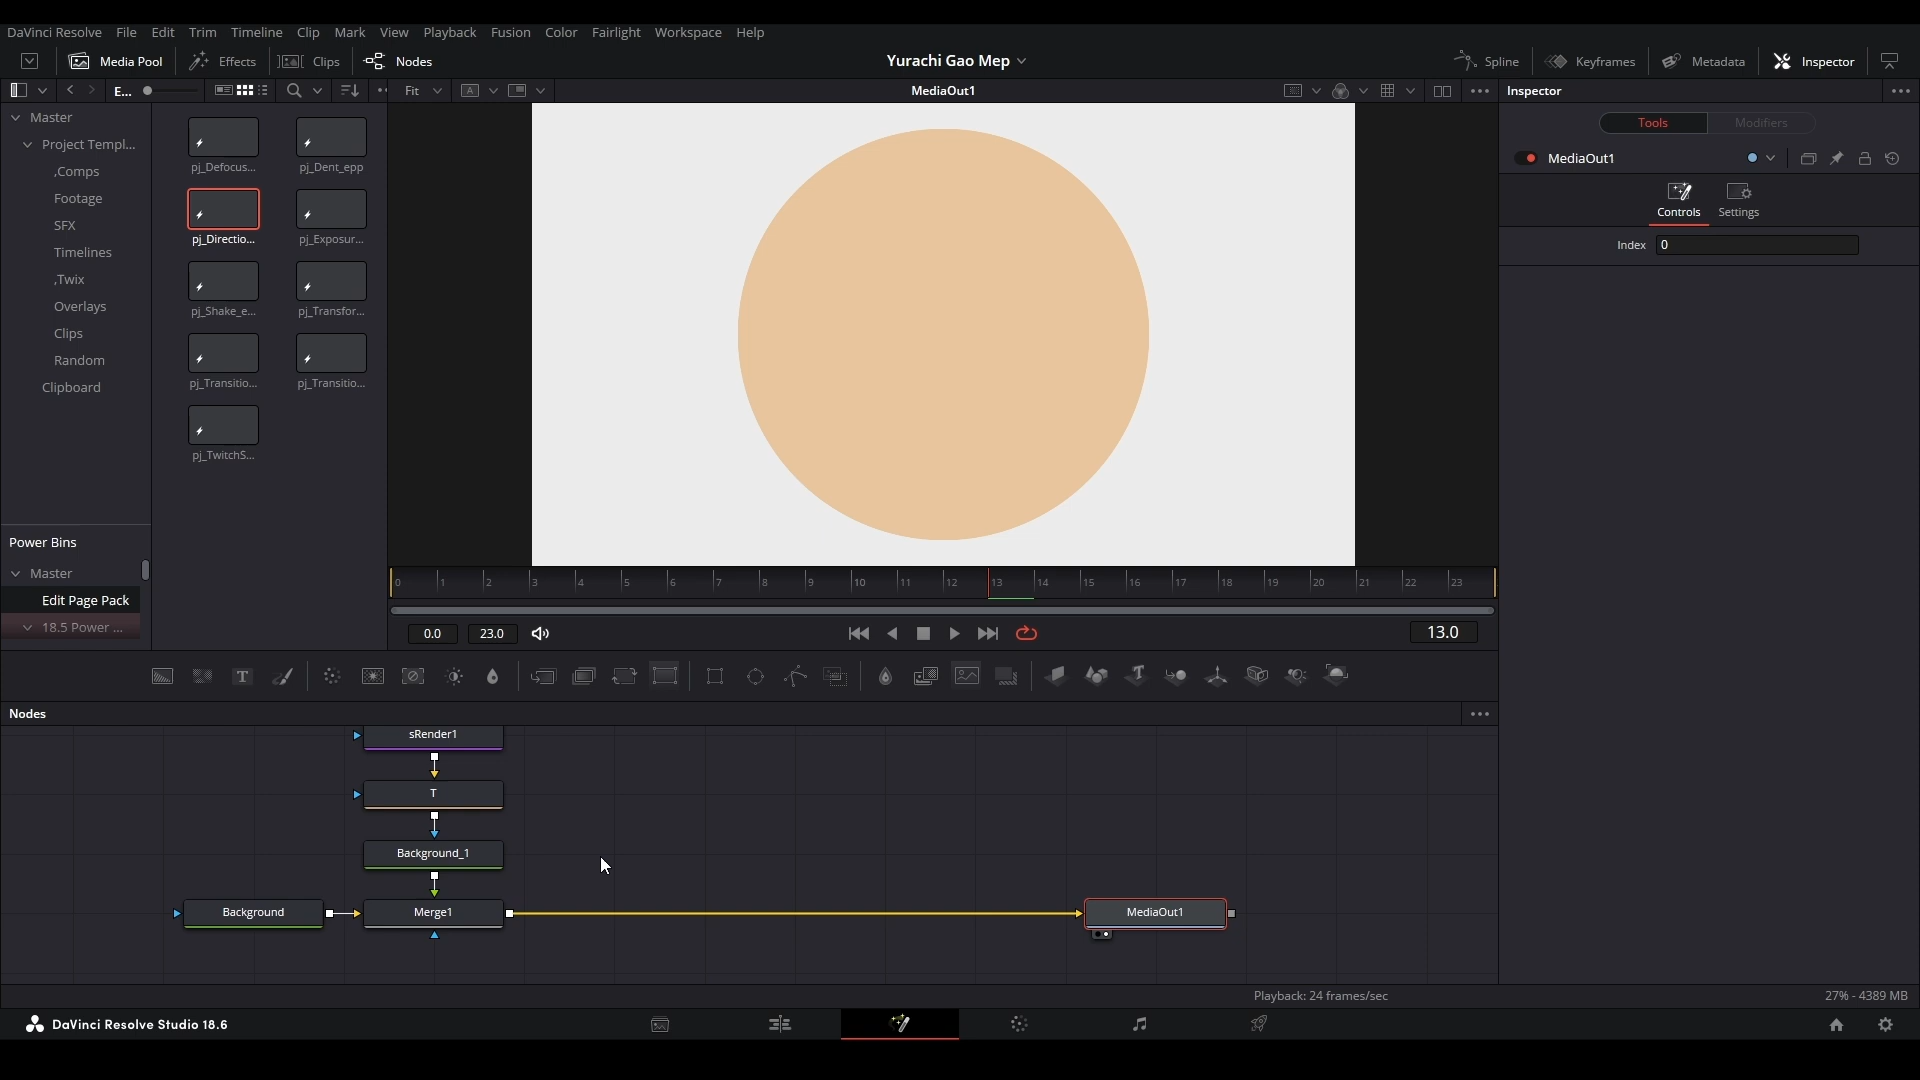 DaVinci Resolve File Edit Trim Timeline Clip Mark View Playback Fusion Color Fairlight Workspace Help
Media Pool Effects Clips Nodes Yurachi Gao Mep Spline Keyframes Metadata Inspector
E... Fit A MediaOut1 Inspector
Master
Project Templ...
,Comps
Footage
SFX
Timelines
,Twix
Overlays
Clips
Random
Clipboard
pj_Defocus... pj_Dent_epp
pj_Directio... pj_Exposur...
pj_Shake_e... pj_Transfor...
pj_Transitio... pj_Transitio...
pj_TwitchS...
Tools Modifiers
MediaOut1
Controls Settings
Index 0
Power Bins
Master
Edit Page Pack
18.5 Power ...
0 1 2 3 4 5 6 7 8 9 10 11 12 13 14 15 16 17 18 19 20 21 22 23
0.0 23.0 13.0
T T
Nodes
sRender1
T
Background_1
Background Merge1 MediaOut1
Playback: 24 frames/sec 27% - 4389 MB
DaVinci Resolve Studio 18.6